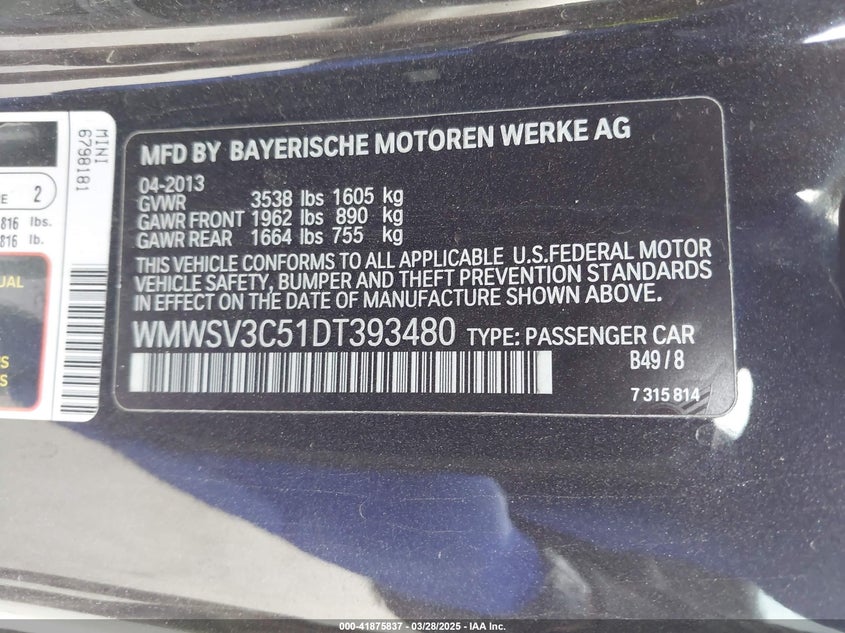 MINI
6798181
E 2
816 lbs.
816 lb.
UAL
S
S
MFD BY BAYERISCHE MOTOREN WERKE AG
04-2013
GVWR 3538 lbs 1605 kg
GAWR FRONT 1962 lbs 890 kg
GAWR REAR 1664 lbs 755 kg
THIS VEHICLE CONFORMS TO ALL APPLICABLE U.S.FEDERAL MOTOR
VEHICLE SAFETY, BUMPER AND THEFT PREVENTION STANDARDS
IN EFFECT ON THE DATE OF MANUFACTURE SHOWN ABOVE.
WMWSV3C51DT393480 TYPE: PASSENGER CAR
B49 / 8
7 315 814
000-41875837 | 03/28/2025 - IAA Inc.